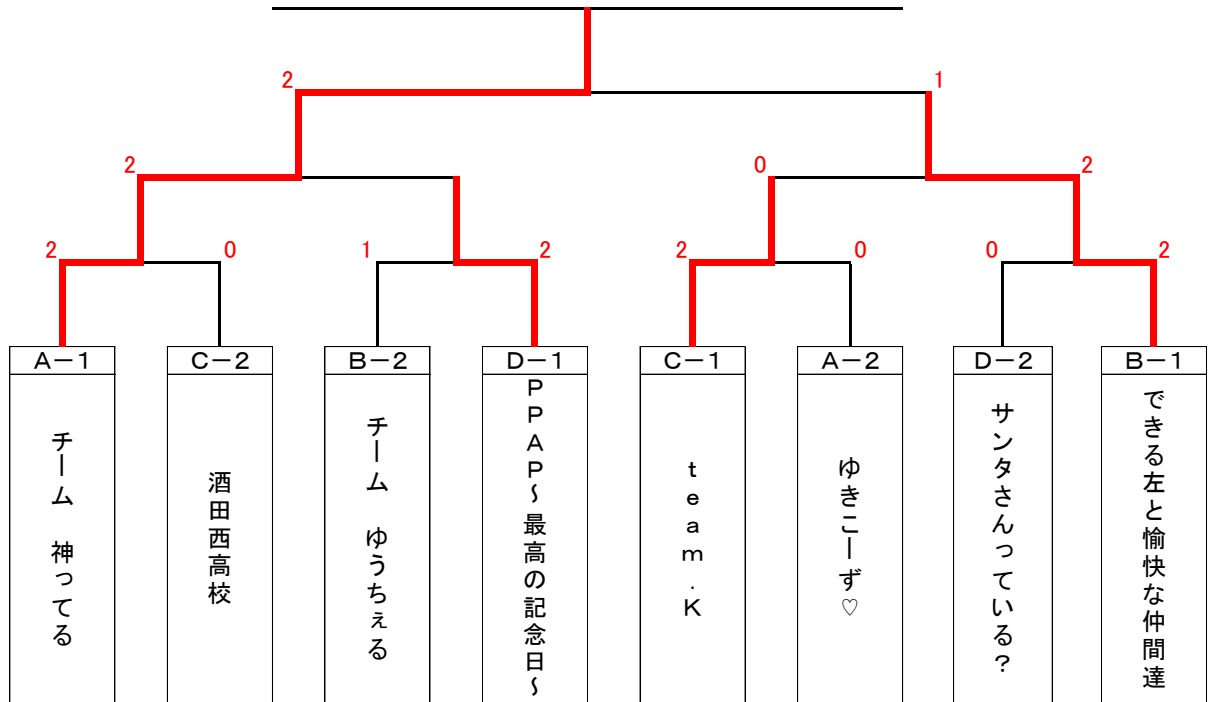 2
1
2
0
2
2
0
1
2
2
0
0
2
A－1
C－2
B－2
D－1
C－1
A－2
D－2
B－1
チーム　神ってる
酒田西高校
チーム　ゆうちぇる
ＰＰＡＰ～最高の記念日～
ｔｅａｍ．Ｋ
ゆきこーず♡
サンタさんっている？
できる左と愉快な仲間達